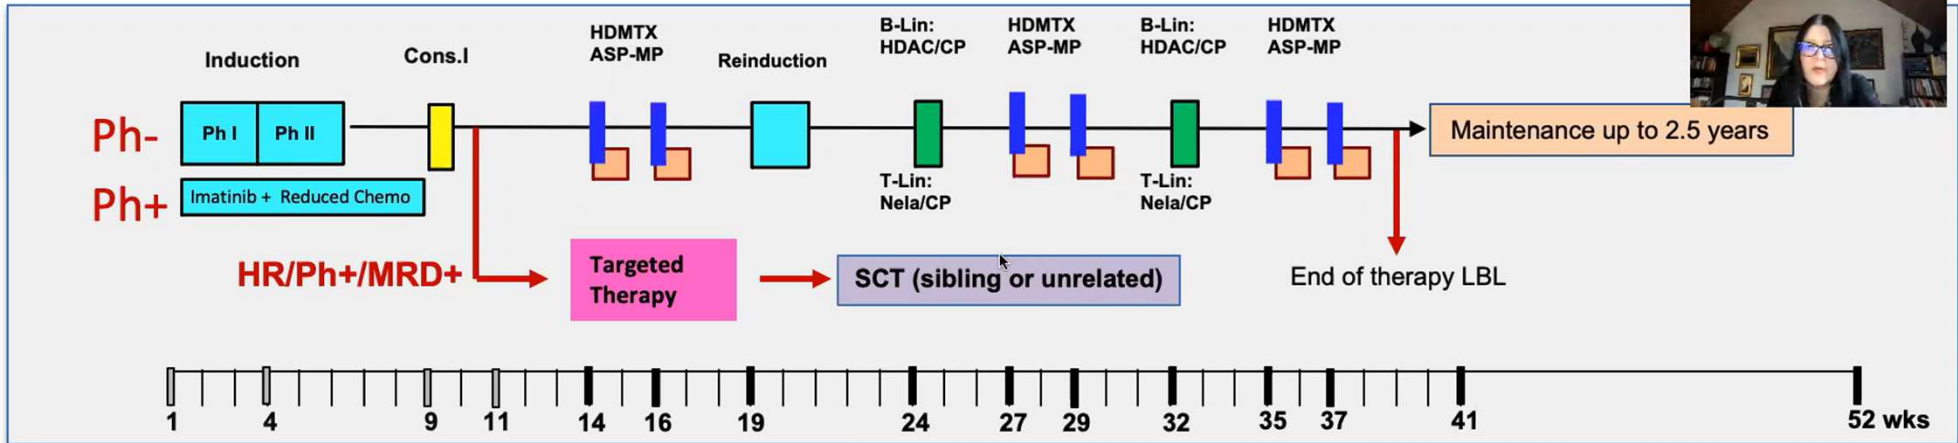 Induction
Cons.I
HDMTX
ASP-MP
Reinduction
B-Lin:
HDAC/CP
HDMTX
ASP-MP
B-Lin:
HDAC/CP
HDMTX
ASP-MP
Ph-
Ph I
Ph II
Maintenance up to 2.5 years
Ph+
Imatinib + Reduced Chemo
T-Lin:
Nela/CP
T-Lin:
Nela/CP
HR/Ph+/MRD+
Targeted
Therapy
SCT (sibling or unrelated)
End of therapy LBL
1 4 9 11 14 16 19 24 27 29 32 35 37 41 52 wks